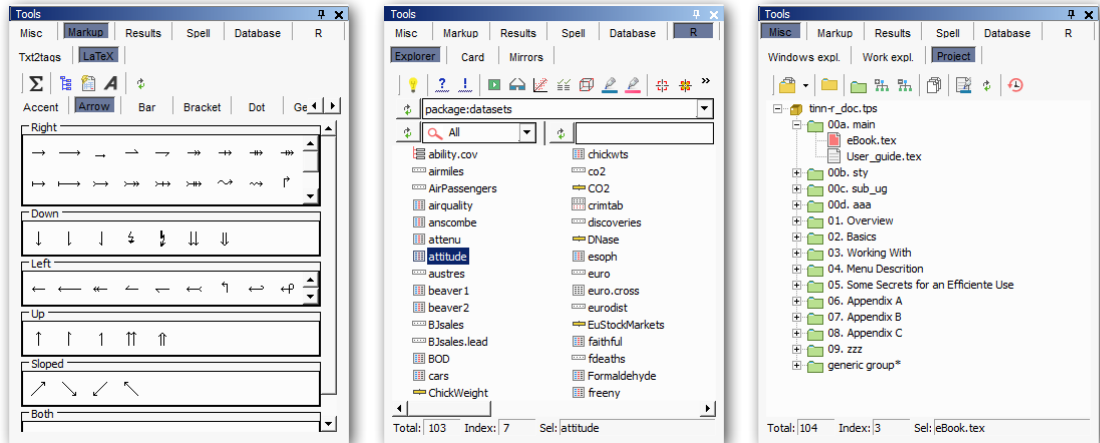 Tools
Misc Markup Results Spell Database R
Txt2tags LaTeX
Accent Arrow Bar Bracket Dot Ge
Right
Down
Left
Up
Sloped
Both
Tools
Misc Markup Results Spell Database R
Explorer Card Mirrors
package:datasets
All
ability.cov chickwts
airmiles co2
AirPassengers CO2
airquality crimtab
anscombe discoveries
attenu DNase
attitude esoph
austres euro
beaver1 euro.cross
beaver2 eurodist
BJsales EuStockMarkets
BJsales.lead faithful
BOD fdeaths
cars Formaldehyde
ChickWeight freeny
Total: 103 Index: 7 Sel: attitude
Tools
Misc Markup Results Spell Database R
Windows expl. Work expl. Project
tinn-r_doc.tps
00a. main
eBook.tex
User_guide.tex
00b. sty
00c. sub_ug
00d. aaa
01. Overview
02. Basics
03. Working With
04. Menu Descrition
05. Some Secrets for an Efficiente Use
06. Appendix A
07. Appendix B
08. Appendix C
09. zzz
generic group*
Total: 104 Index: 3 Sel: eBook.tex